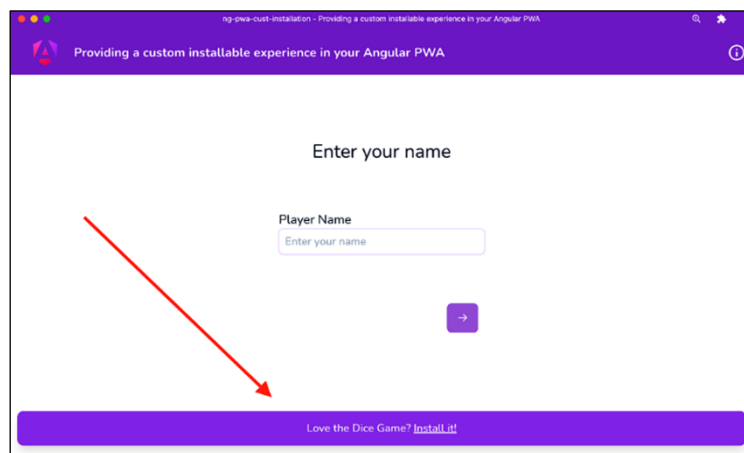 ng-pwa-cust-installation - Providing a custom installable experience in your Angular PWA
Providing a custom installable experience in your Angular PWA
Enter your name
Player Name
Enter your name
Love the Dice Game? Install it!